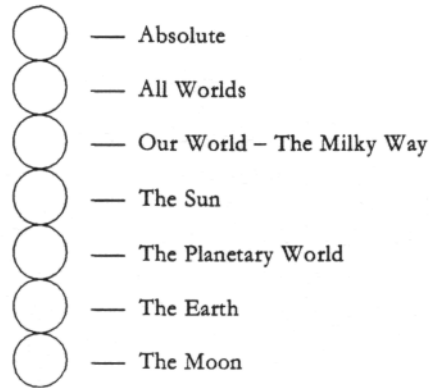 — Absolute
— All Worlds
— Our World – The Milky Way
— The Sun
— The Planetary World
— The Earth
— The Moon